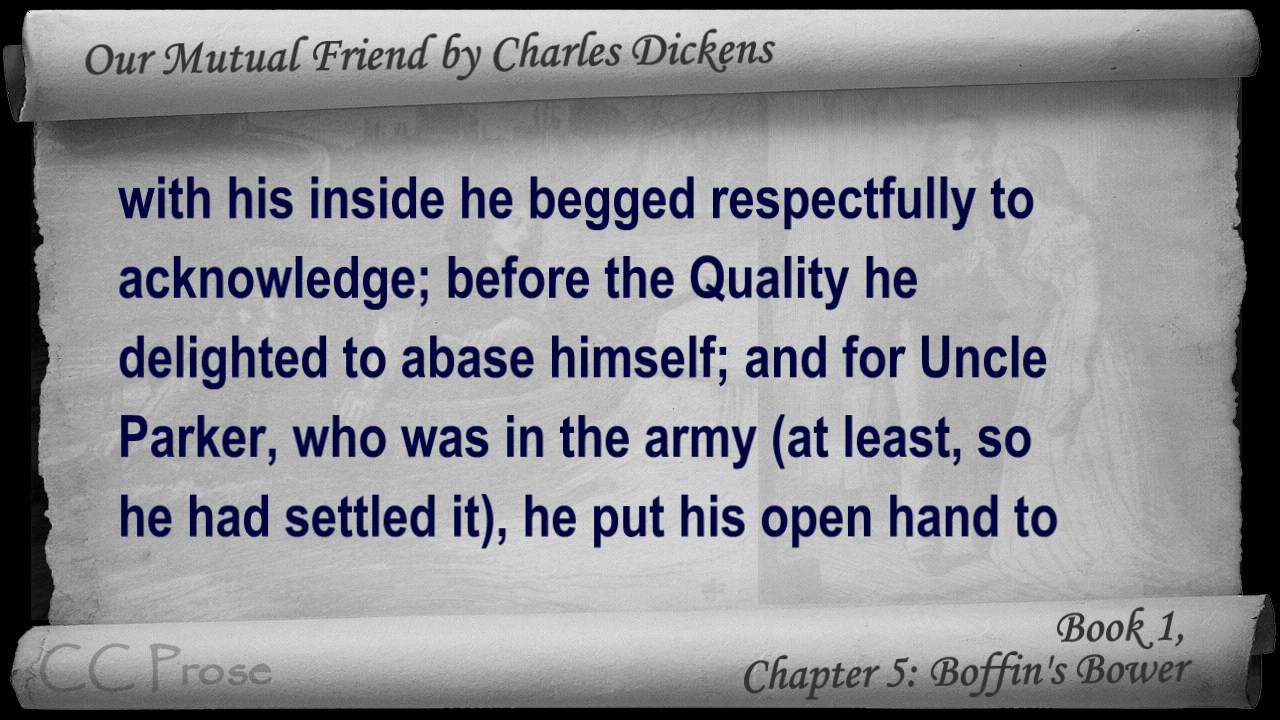 Our Mutual Friend by Charles Dickens
with his inside he begged respectfully to
acknowledge; before the Quality he
delighted to abase himself; and for Uncle
Parker, who was in the army (at least, so
he had settled it), he put his open hand to
Book 1,
Chapter 5: Boffin's Bower
CC Prose